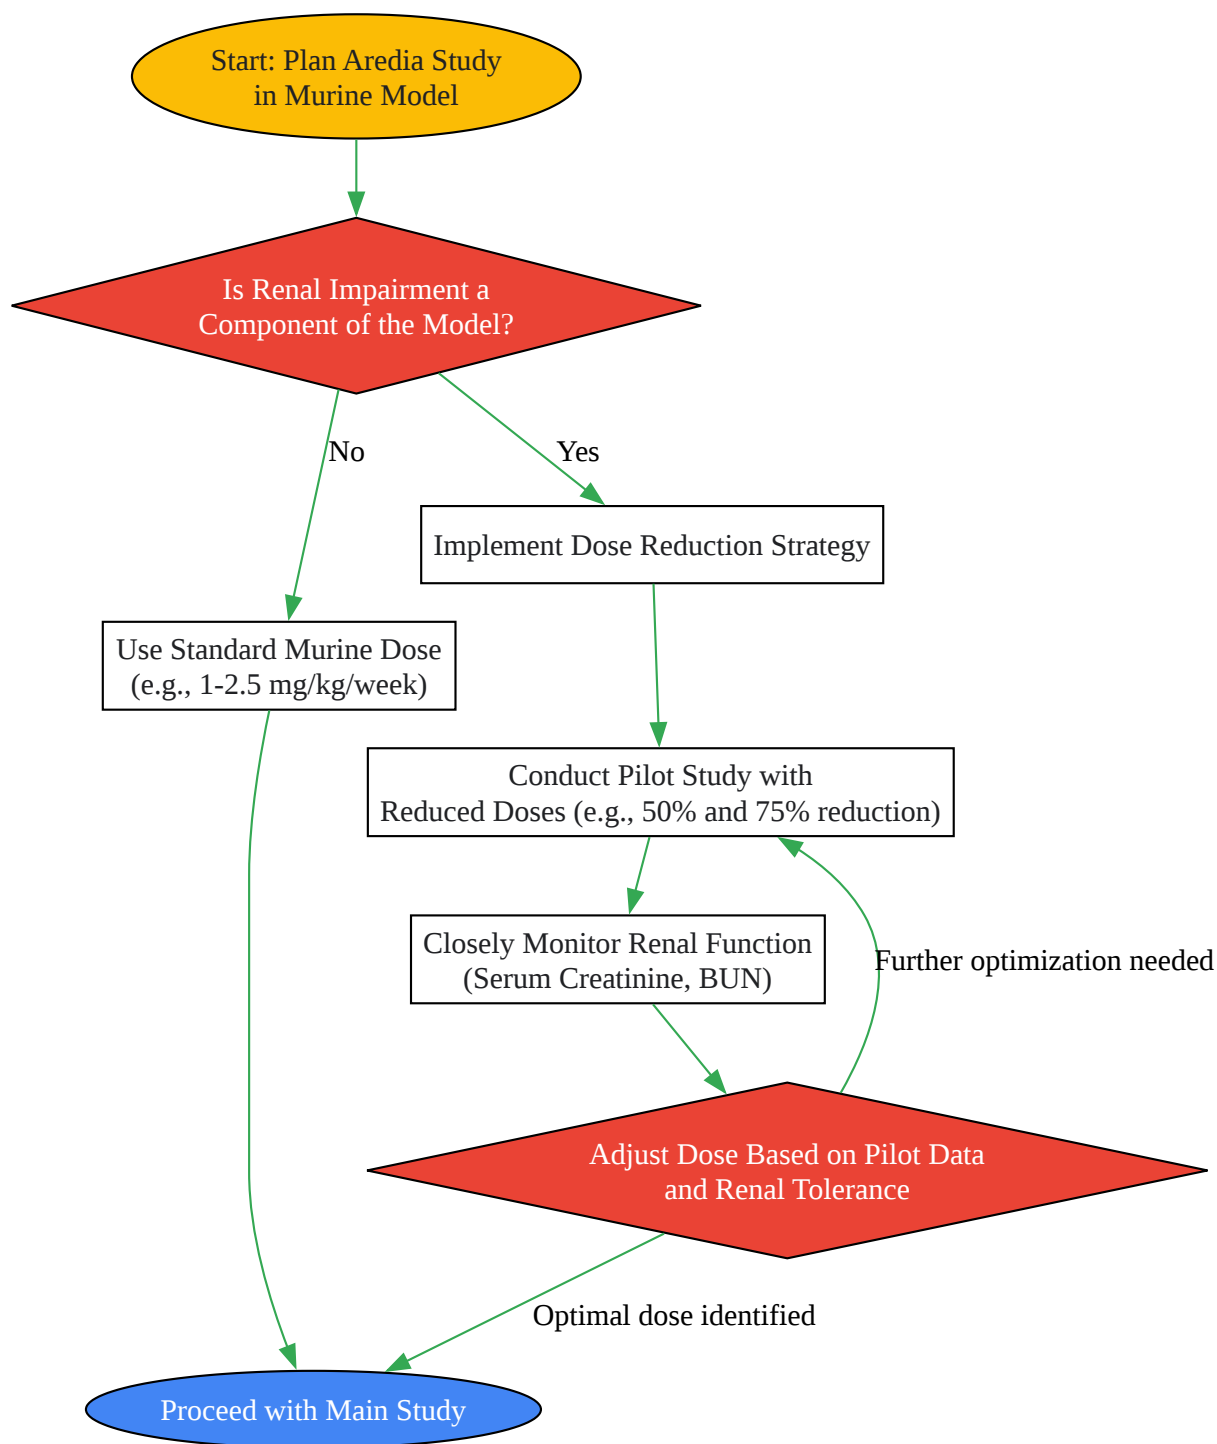 Start: Plan Aredia Study
in Murine Model
Is Renal Impairment a
Component of the Model?
No
Yes
Implement Dose Reduction Strategy
Use Standard Murine Dose
(e.g., 1-2.5 mg/kg/week)
Conduct Pilot Study with
Reduced Doses (e.g., 50% and 75% reduction)
Closely Monitor Renal Function
(Serum Creatinine, BUN)
Further optimization needed
Adjust Dose Based on Pilot Data
and Renal Tolerance
Optimal dose identified
Proceed with Main Study